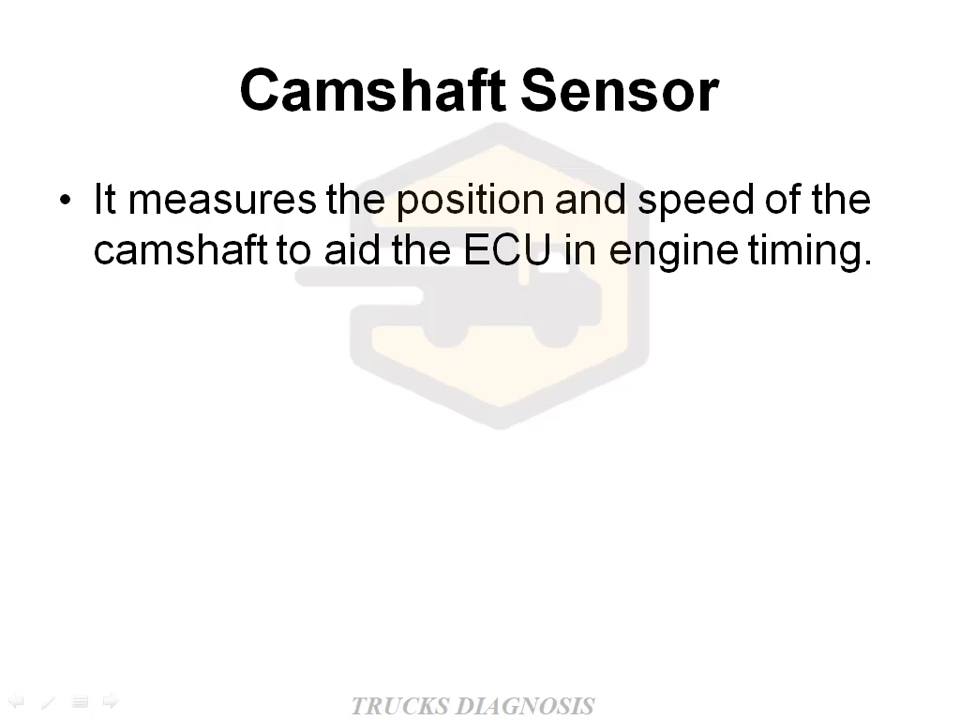 Camshaft Sensor
• It measures the position and speed of the
camshaft to aid the ECU in engine timing.
TRUCKS DIAGNOSIS